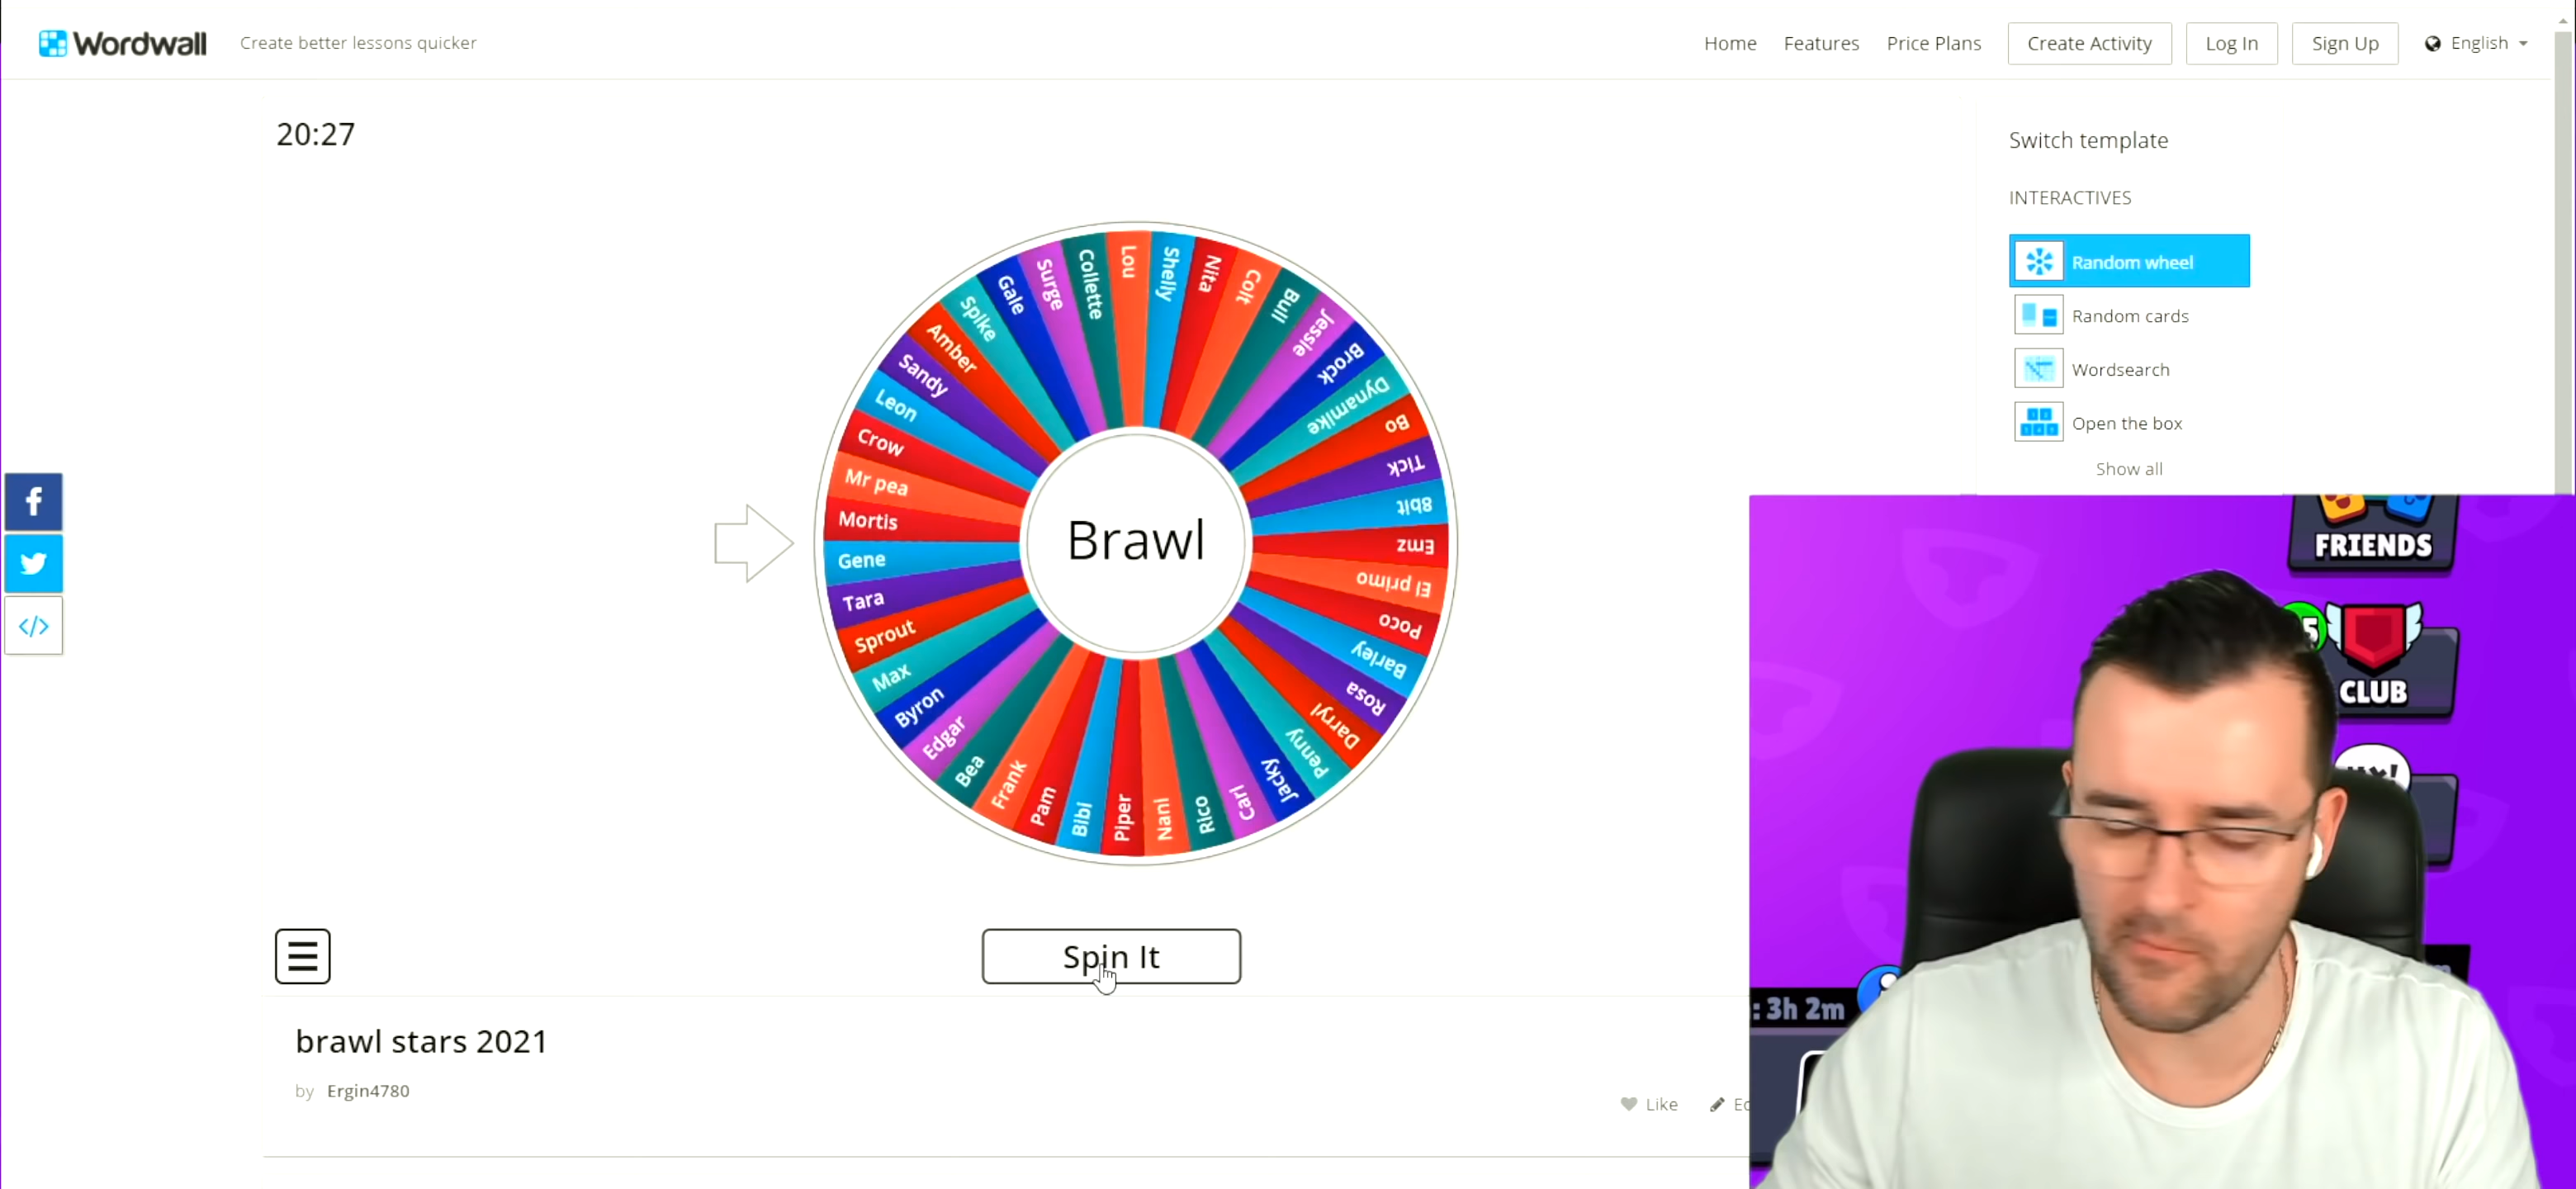 Wordwall
Create better lessons quicker
Home
Features
Price Plans
Create Activity
Log In
Sign Up
English
20:27
Switch template
INTERACTIVES
Random wheel
Random cards
Wordsearch
Open the box
Show all
Lou
Shelly
Nita
Colt
Bull
Jessie
Brock
Dynamike
Bo
Tick
8bit
Emz
El primo
Poco
Barley
Rosa
Darryl
Penny
Jacky
Carl
Rico
Nani
Piper
Bibi
Pam
Frank
Bea
Edgar
Byron
Max
Sprout
Tara
Gene
Mortis
Mr pea
Crow
Leon
Sandy
Amber
Spike
Gale
Surge
Collette
Brawl
Spin It
brawl stars 2021
by Ergin4780
Like
FRIENDS
5
CLUB
: 3h 2m